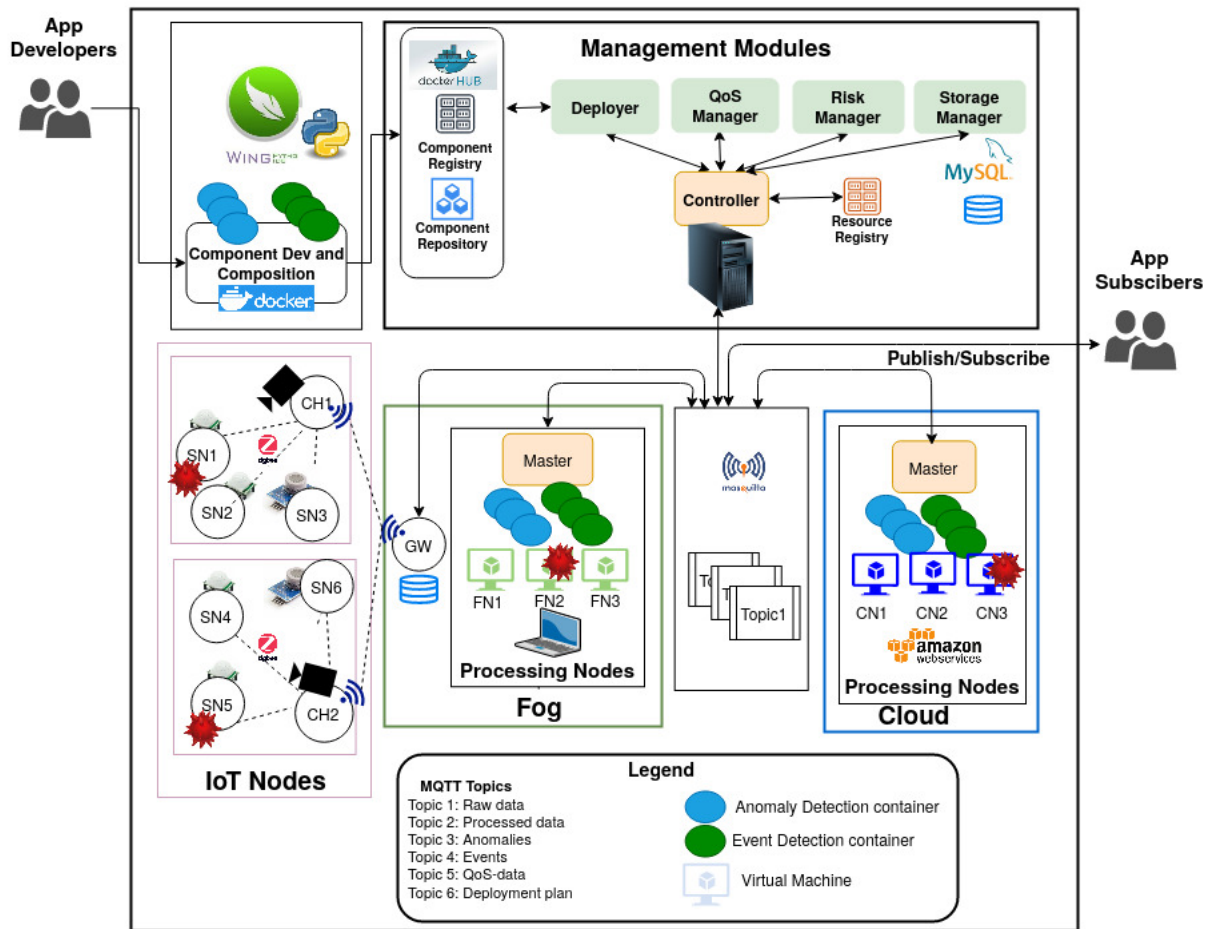 App
Developers
WING PYTHON IDE
Component Dev and
Composition
docker
docker HUB
Component
Registry
Component
Repository
Management Modules
Deployer
QoS
Manager
Risk
Manager
Storage
Manager
MySQL
Controller
Resource
Registry
App
Subscibers
Publish/Subscribe
CH1
SN1
zigbee
SN2
SN3
SN6
SN4
zigbee
SN5
CH2
IoT Nodes
GW
Master
FN1
FN2
FN3
Processing Nodes
Fog
mosquitto
Topic1
Master
CN1
CN2
CN3
amazon
webservices
Processing Nodes
Cloud
Legend
MQTT Topics
Topic 1: Raw data
Topic 2: Processed data
Topic 3: Anomalies
Topic 4: Events
Topic 5: QoS-data
Topic 6: Deployment plan
Anomaly Detection container
Event Detection container
Virtual Machine